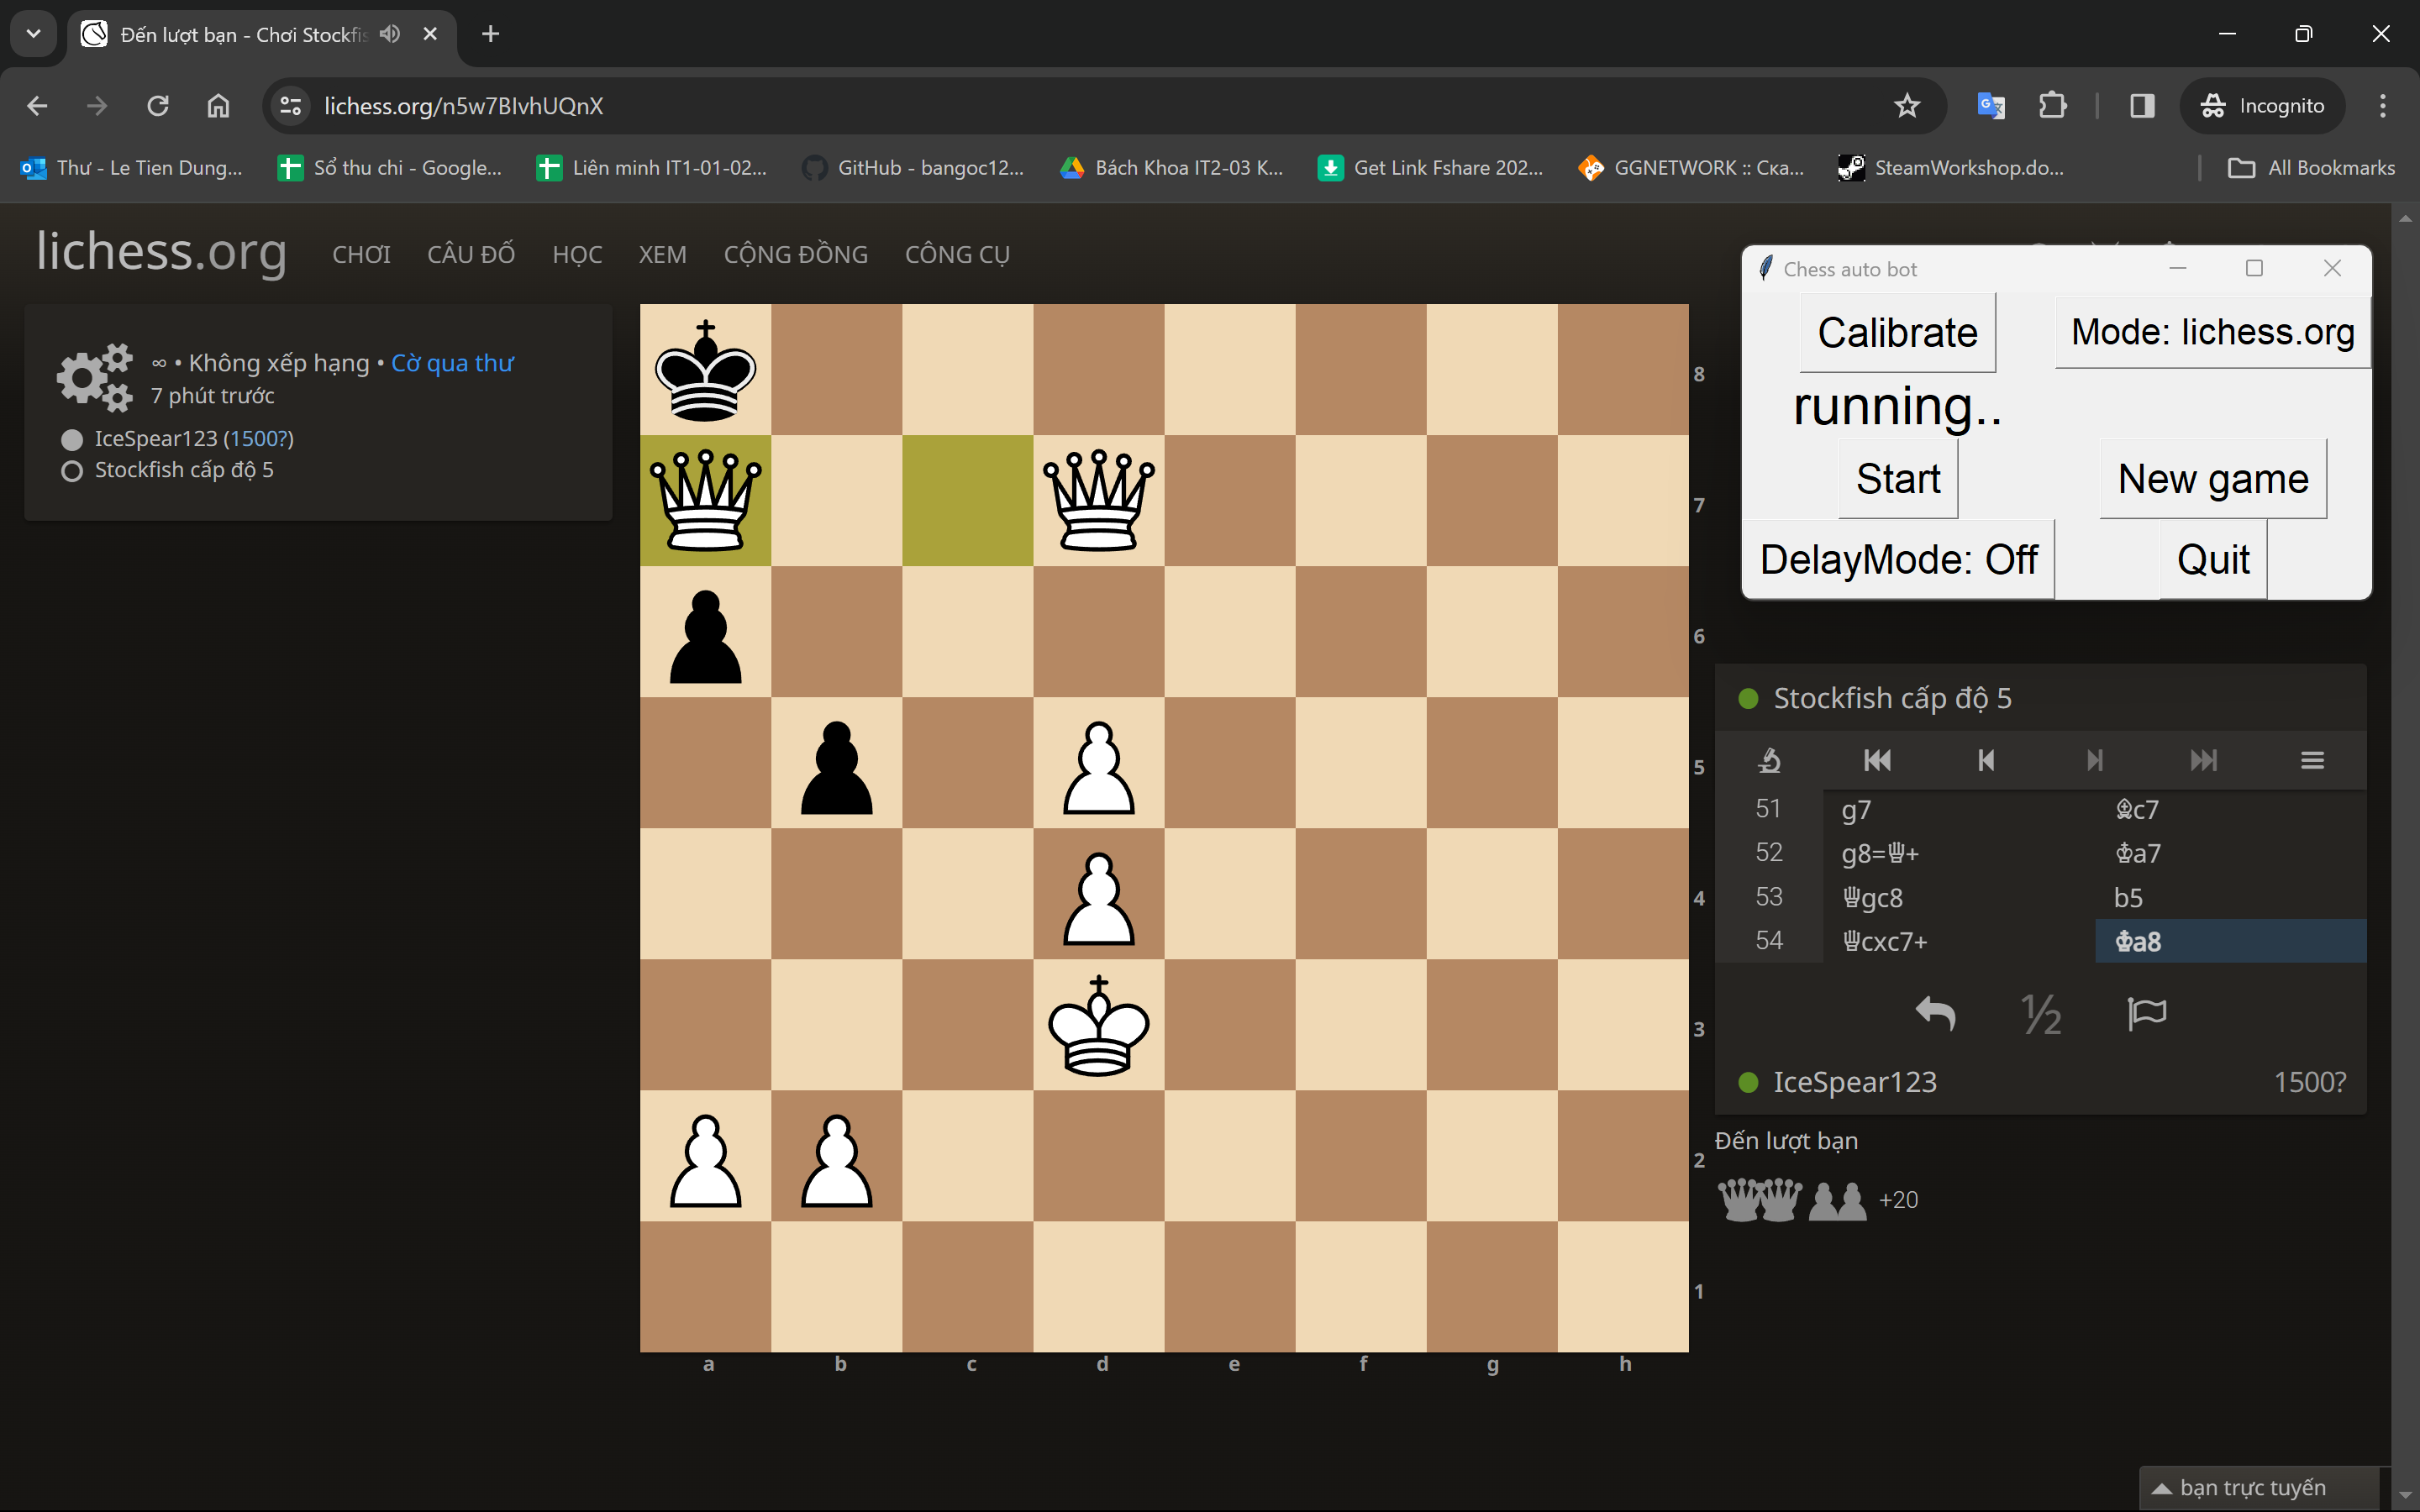 Đến lượt bạn - Chơi Stockfis
lichess.org/n5w7BIvhUQnX
Incognito
Thư - Le Tien Dung...
Sổ thu chi - Google...
Liên minh IT1-01-02...
GitHub - bangoc12...
Bách Khoa IT2-03 K...
Get Link Fshare 202...
GGNETWORK :: Ска...
SteamWorkshop.do...
All Bookmarks
lichess.org
CHƠI
CÂU ĐỐ
HỌC
XEM
CỘNG ĐỒNG
CÔNG CỤ
∞ • Không xếp hạng • Cờ qua thư
7 phút trước
IceSpear123 (1500?)
Stockfish cấp độ 5
8
7
6
5
4
3
2
1
a b c d e f g h
Chess auto bot
Calibrate
Mode: lichess.org
running..
Start
New game
DelayMode: Off
Quit
Stockfish cấp độ 5
51 g7 ♗c7
52 g8=♕+ ♔a7
53 ♕gc8 b5
54 ♕cxc7+ ♔a8
½
IceSpear123 1500?
Đến lượt bạn
+20
bạn trực tuyến